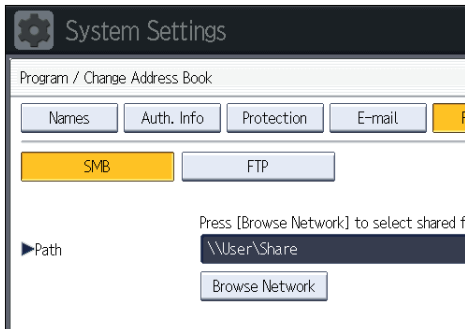 System Settings
Program / Change Address Book
Names Auth. Info Protection E-mail
SMB FTP
Press [Browse Network] to select shared
▶Path \\User\Share
Browse Network